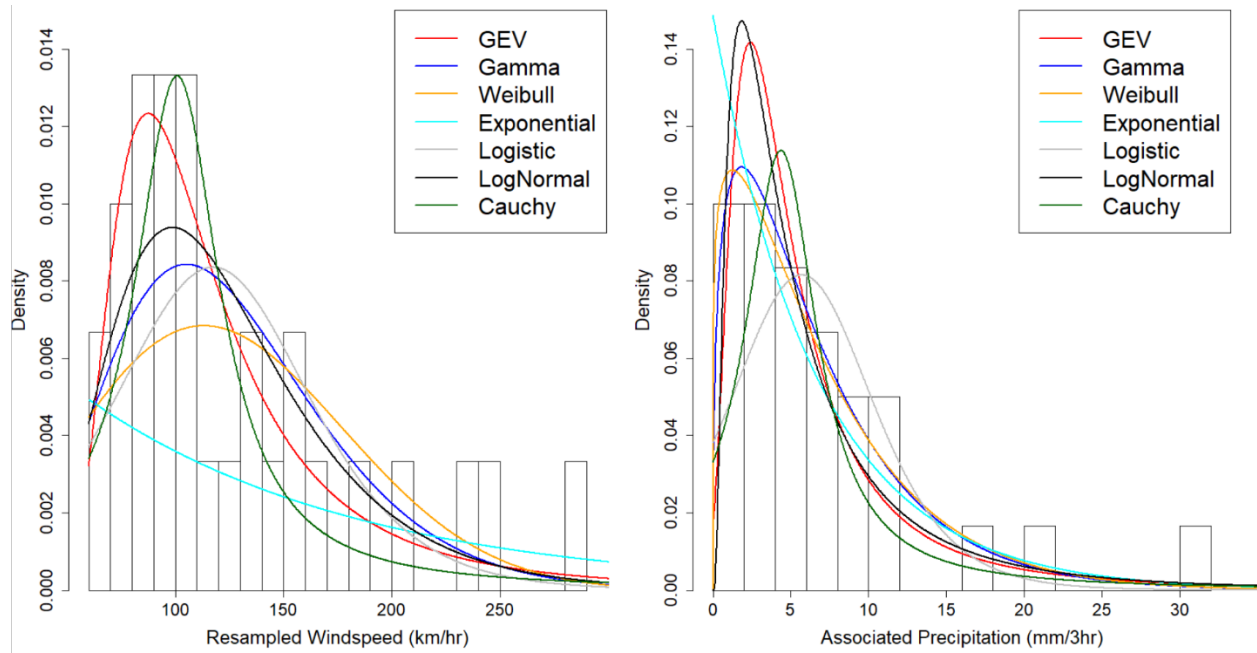 GEV
Gamma
Weibull
Exponential
Logistic
LogNormal
Cauchy
Density
0.000
0.002
0.004
0.006
0.008
0.010
0.012
0.014
100
150
200
250
Resampled Windspeed (km/hr)
GEV
Gamma
Weibull
Exponential
Logistic
LogNormal
Cauchy
Density
0.00
0.02
0.04
0.06
0.08
0.10
0.12
0.14
0
5
10
15
20
25
30
Associated Precipitation (mm/3hr)